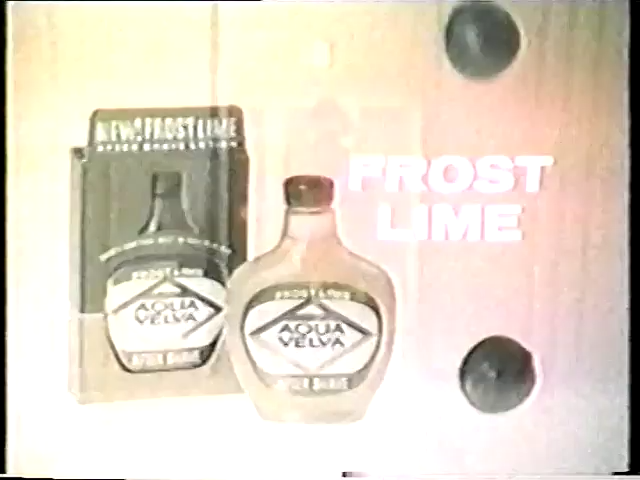 NEW! FROST LIME
AFTER SHAVE LOTION
FROST LIME
AQUA
VELVA
AFTER SHAVE
FROST
LIME
FROST LIME
AQUA
VELVA
AFTER SHAVE